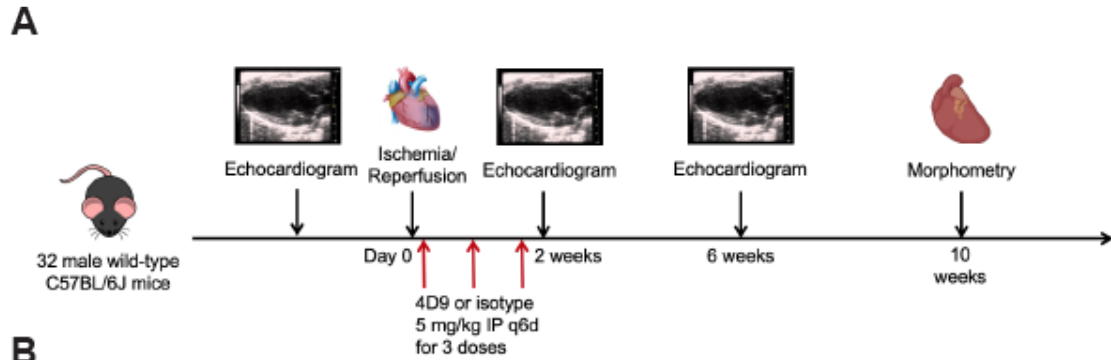 A
Echocardiogram
Ischemia/
Reperfusion
Echocardiogram
Echocardiogram
Morphometry
Day 0
2 weeks
6 weeks
10
weeks
32 male wild-type
C57BL/6J mice
4D9 or isotype
5 mg/kg IP q6d
for 3 doses
B